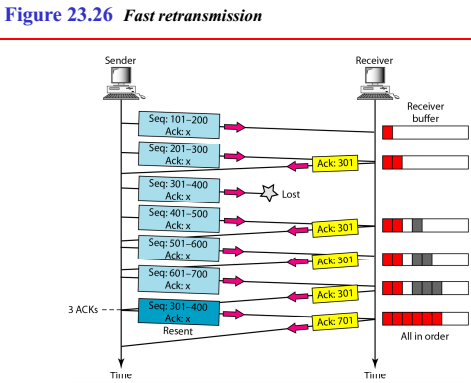 Figure 23.26 Fast retransmission
Sender
Receiver
Receiver
buffer
Seq: 101–200
Ack: x
Seq: 201–300
Ack: x
Ack: 301
Seq: 301–400
Ack: x
Lost
Seq: 401–500
Ack: x
Ack: 301
Seq: 501–600
Ack: x
Ack: 301
Seq: 601–700
Ack: x
Ack: 301
3 ACKs
Seq: 301–400
Ack: x
Resent
Ack: 701
All in order
Time
Time